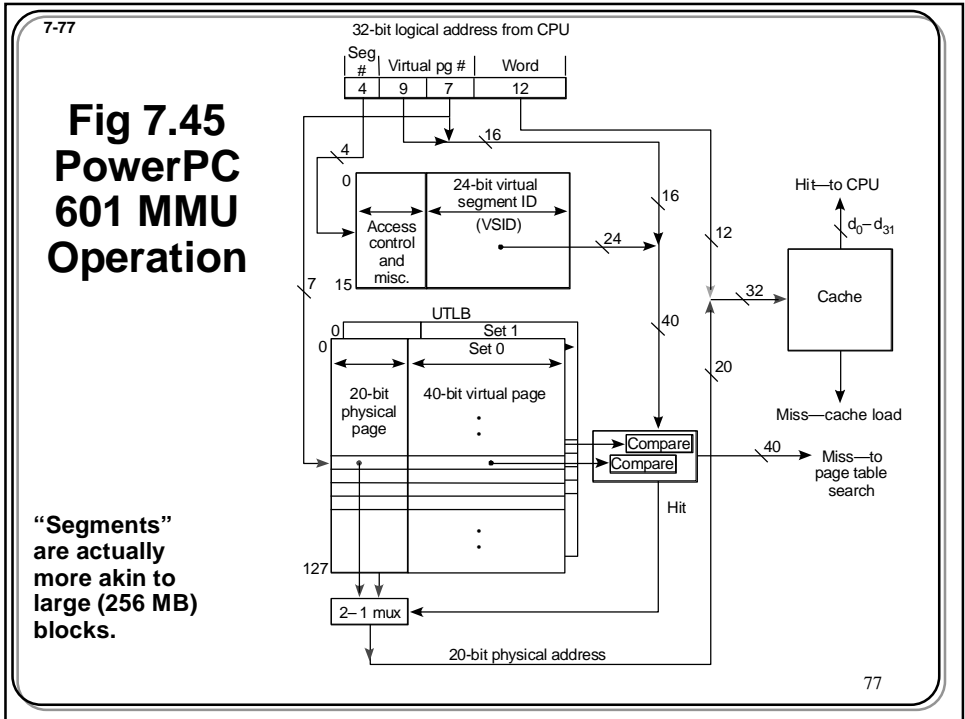 7-77
Fig 7.45
PowerPC
601 MMU
Operation
"Segments"
are actually
more akin to
large (256 MB)
blocks.
32-bit logical address from CPU
Seg
#
Virtual pg #
Word
4
9
7
12
16
4
0
24-bit virtual
segment ID
(VSID)
Access
control
and
misc.
15
24
16
12
7
40
32
20
Hit—to CPU
d0–d31
Cache
Miss—cache load
UTLB
0
Set 1
0
Set 0
20-bit
physical
page
40-bit virtual page
127
Compare
Compare
40
Miss—to
page table
search
Hit
2–1 mux
20-bit physical address
77